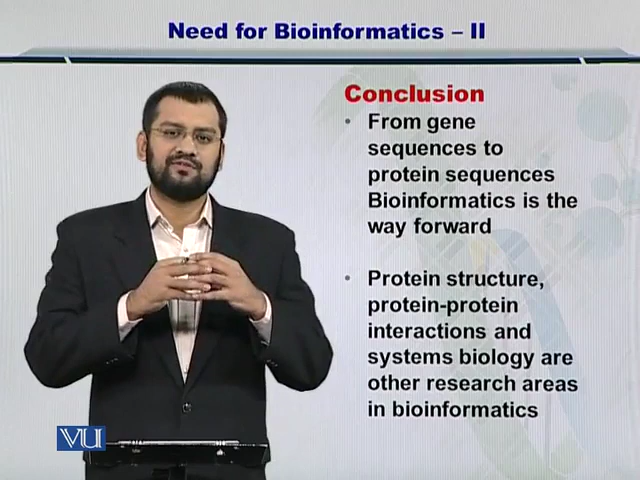 Need for Bioinformatics – II
Conclusion
• From gene
sequences to
protein sequences
Bioinformatics is the
way forward
• Protein structure,
protein-protein
interactions and
systems biology are
other research areas
in bioinformatics
VU